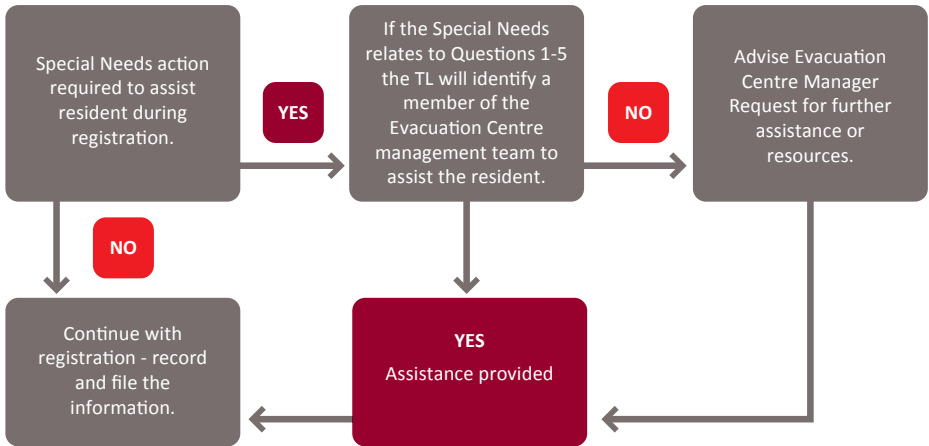 Special Needs action
required to assist
resident during
registration.
YES
If the Special Needs
relates to Questions 1-5
the TL will identify a
member of the
Evacuation Centre
management team to
assist the resident.
NO
Advise Evacuation
Centre Manager
Request for further
assistance or
resources.
NO
Continue with
registration - record
and file the
information.
YES
Assistance provided